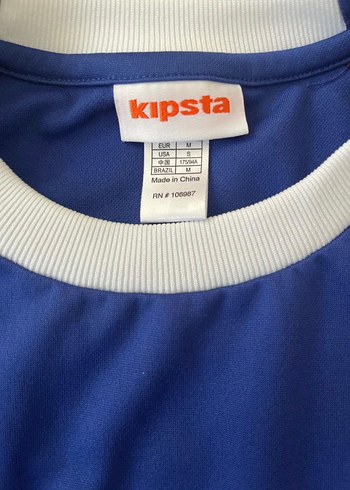 kipsta
EUR M
USA S
中国 175/94A
BRAZIL M
Made in China
RN # 106987